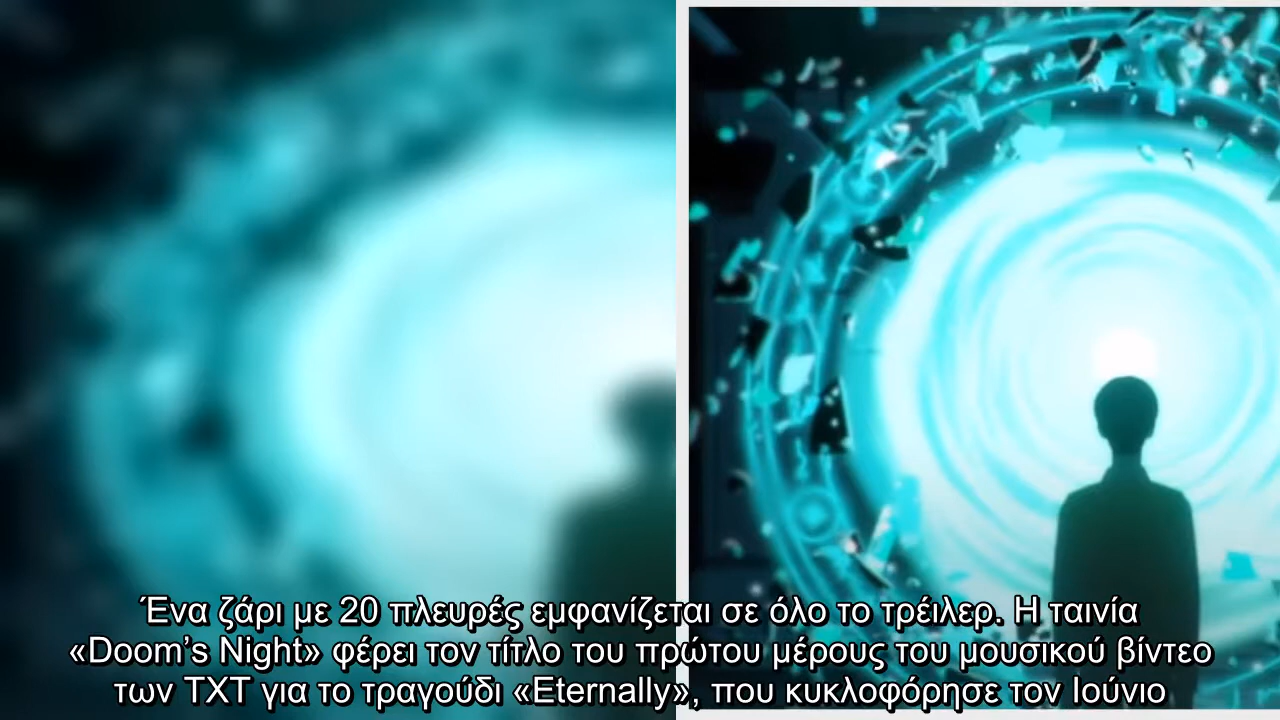 Ένα ζάρι με 20 πλευρές εμφανίζεται σε όλο το τρέιλερ. Η ταινία
«Doom’s Night» φέρει τον τίτλο του πρώτου μέρους του μουσικού βίντεο
των TXT για το τραγούδι «Eternally», που κυκλοφόρησε τον Ιούνιο